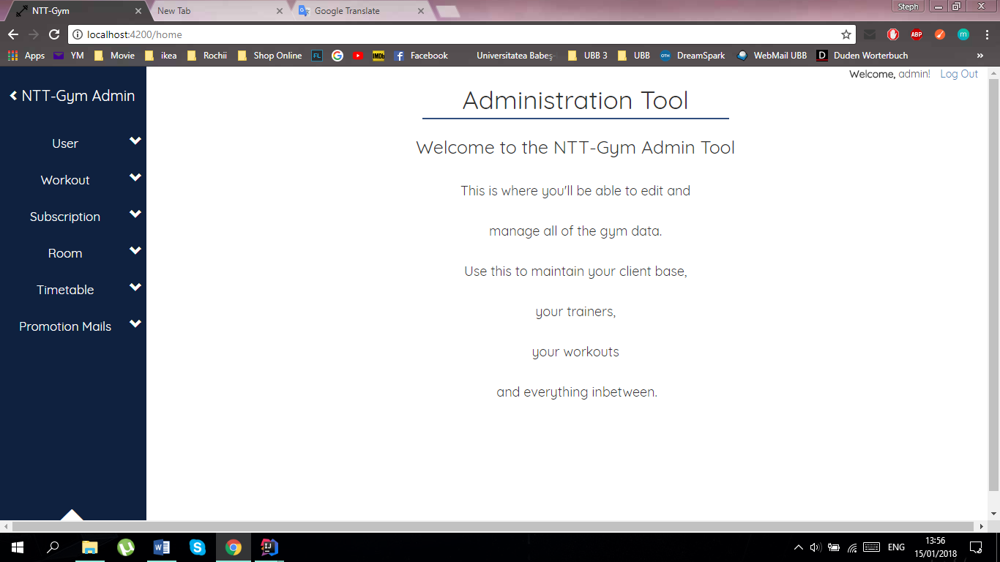 NTT-Gym
New Tab
Google Translate
Steph
localhost:4200/home
ABP
m
Apps
YM
Movie
ikea
Rochii
Shop Online
FL
G
IMDb
Facebook
Universitatea Babeș-
UBB 3
UBB
OTH
DreamSpark
WebMail UBB
D
Duden Worterbuch
»
Welcome, admin! Log Out
NTT-Gym Admin
User
Workout
Subscription
Room
Timetable
Promotion Mails
Administration Tool
Welcome to the NTT-Gym Admin Tool
This is where you'll be able to edit and
manage all of the gym data.
Use this to maintain your client base,
your trainers,
your workouts
and everything inbetween.
IJ
ENG
13:56
15/01/2018